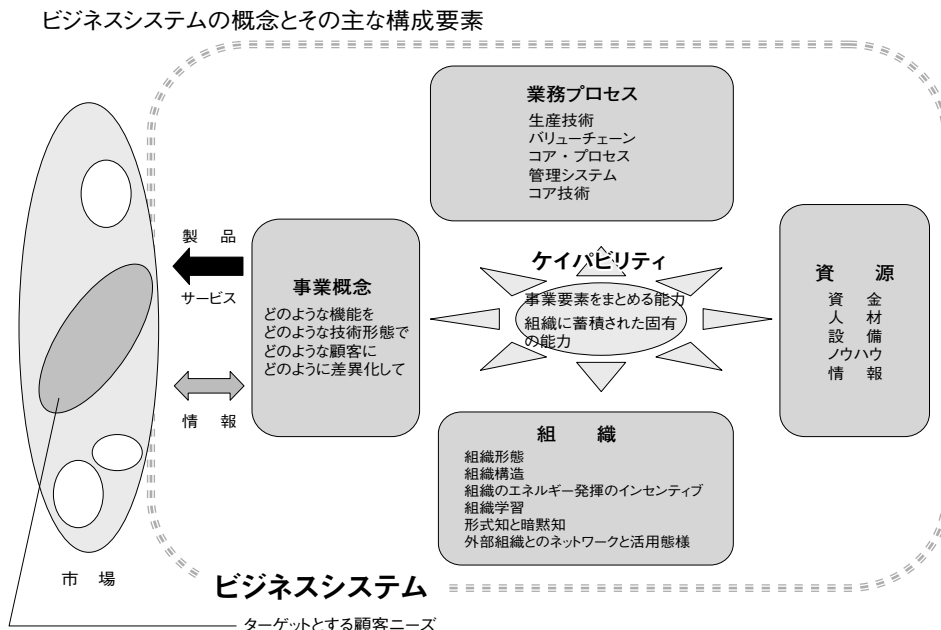 ビジネスシステムの概念とその主な構成要素
業務プロセス
生産技術
バリューチェーン
コア・プロセス
管理システム
コア技術
製 品
サービス
情 報
事業概念
どのような機能を
どのような技術形態で
どのような顧客に
どのように差異化して
ケイパビリティ
事業要素をまとめる能力
組織に蓄積された固有
の能力
資 源
資 金
人 材
設 備
ノウハウ
情 報
組 織
組織形態
組織構造
組織のエネルギー発揮のインセンティブ
組織学習
形式知と暗黙知
外部組織とのネットワークと活用態様
市 場
ビジネスシステム
ターゲットとする顧客ニーズ